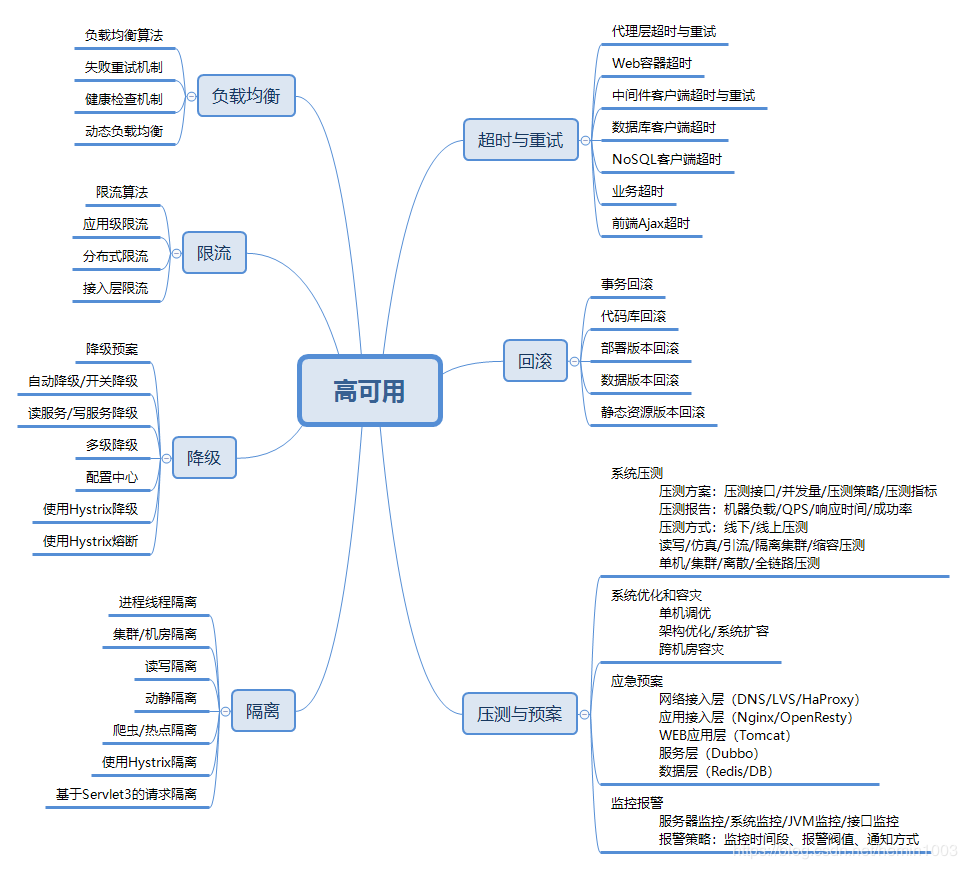 高可用
负载均衡
负载均衡算法
失败重试机制
健康检查机制
动态负载均衡
限流
限流算法
应用级限流
分布式限流
接入层限流
降级
降级预案
自动降级/开关降级
读服务/写服务降级
多级降级
配置中心
使用Hystrix降级
使用Hystrix熔断
隔离
进程线程隔离
集群/机房隔离
读写隔离
动静隔离
爬虫/热点隔离
使用Hystrix隔离
基于Servlet3的请求隔离
超时与重试
代理层超时与重试
Web容器超时
中间件客户端超时与重试
数据库客户端超时
NoSQL客户端超时
业务超时
前端Ajax超时
回滚
事务回滚
代码库回滚
部署版本回滚
数据版本回滚
静态资源版本回滚
压测与预案
系统压测
压测方案：压测接口/并发量/压测策略/压测指标
压测报告：机器负载/QPS/响应时间/成功率
压测方式：线下/线上压测
读写/仿真/引流/隔离集群/缩容压测
单机/集群/离散/全链路压测
系统优化和容灾
单机调优
架构优化/系统扩容
跨机房容灾
应急预案
网络接入层（DNS/LVS/HaProxy）
应用接入层（Nginx/OpenResty）
WEB应用层（Tomcat）
服务层（Dubbo）
数据层（Redis/DB）
监控报警
服务器监控/系统监控/JVM监控/接口监控
报警策略：监控时间段、报警阀值、通知方式